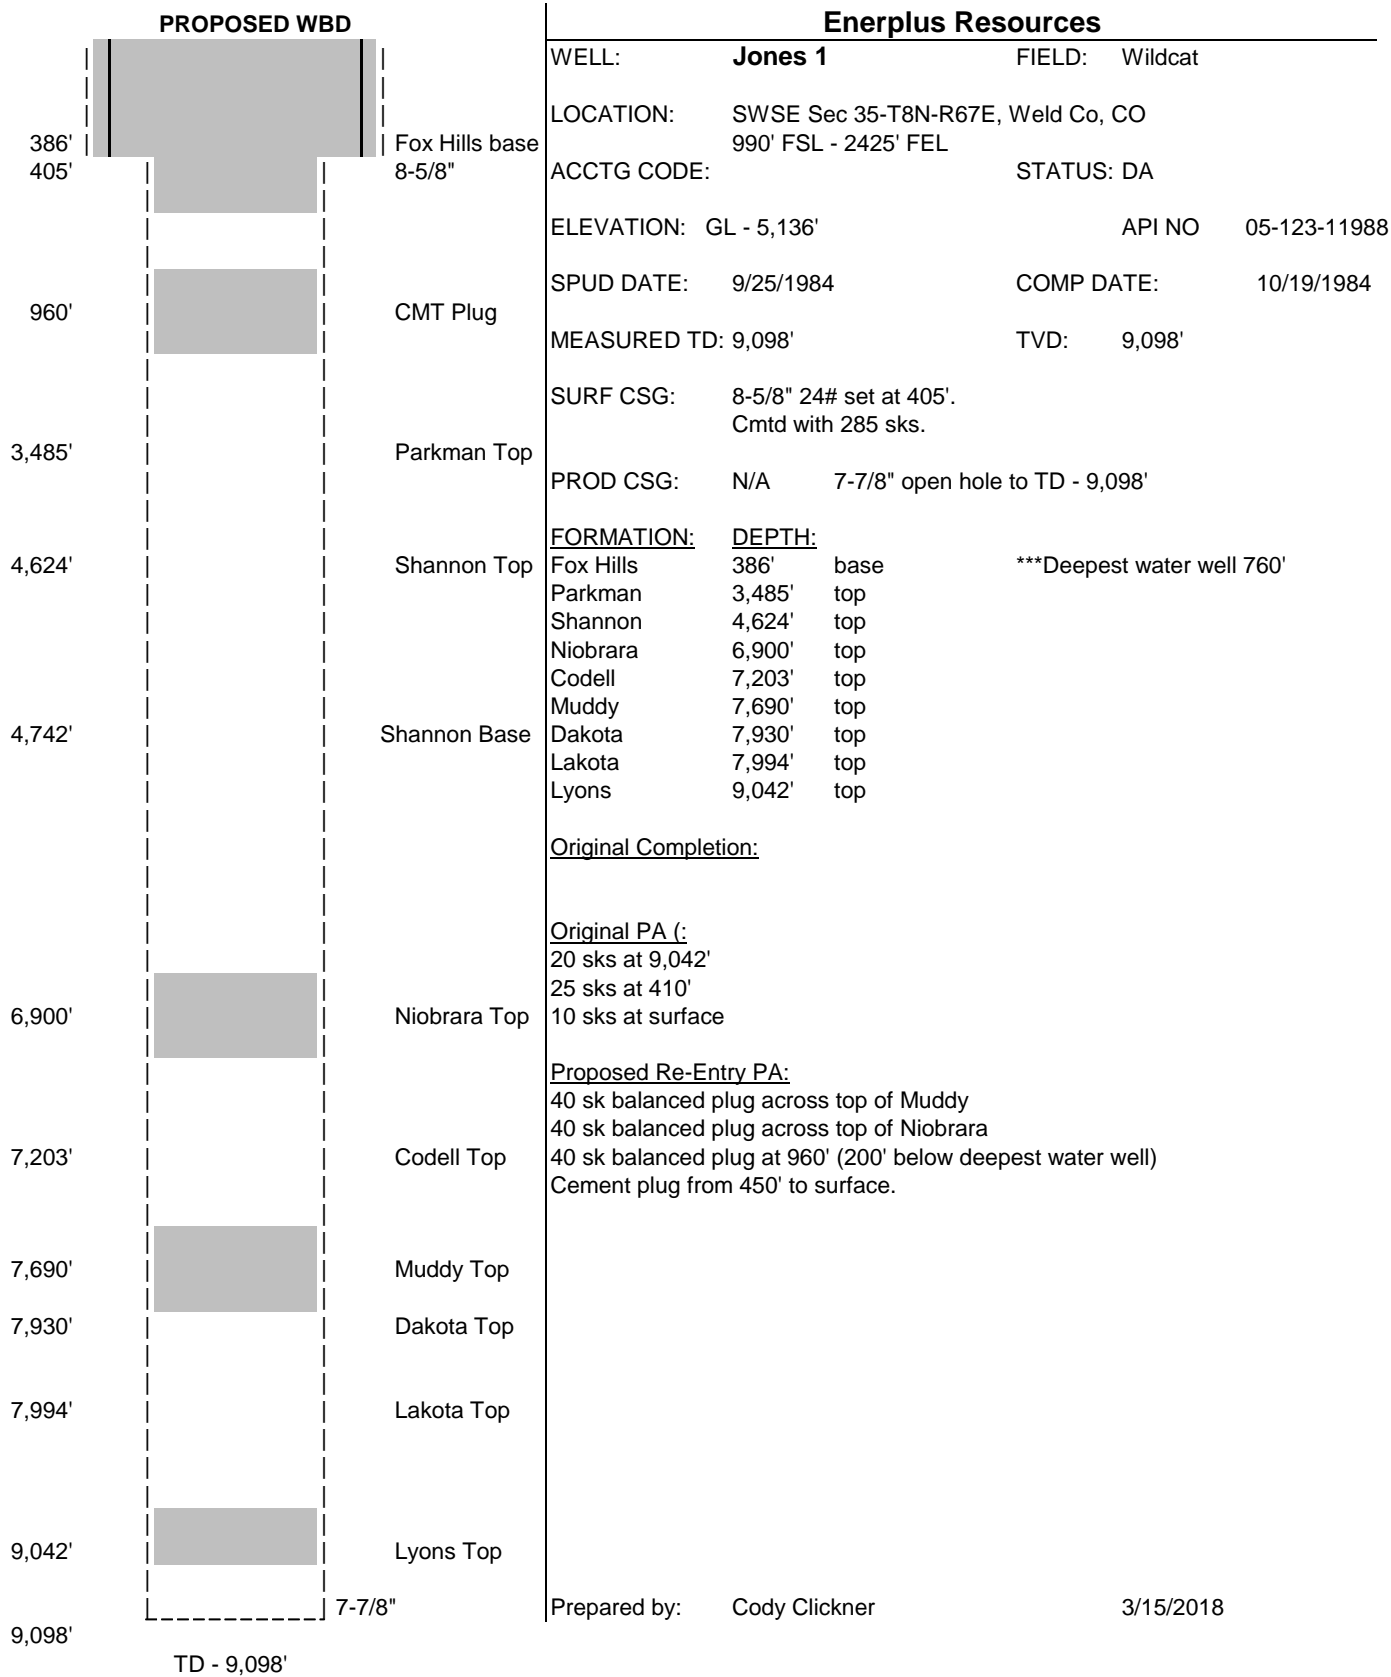 PROPOSED WBD
386' Fox Hills base
405' 8-5/8"
960' CMT Plug
3,485' Parkman Top
4,624' Shannon Top
4,742' Shannon Base
6,900' Niobrara Top
7,203' Codell Top
7,690' Muddy Top
7,930' Dakota Top
7,994' Lakota Top
9,042' Lyons Top
7-7/8"
9,098'
TD - 9,098'
Enerplus Resources
WELL: Jones 1 FIELD: Wildcat
LOCATION: SWSE Sec 35-T8N-R67E, Weld Co, CO
990' FSL - 2425' FEL
ACCTG CODE: STATUS: DA
ELEVATION: GL - 5,136' API NO 05-123-11988
SPUD DATE: 9/25/1984 COMP DATE: 10/19/1984
MEASURED TD: 9,098' TVD: 9,098'
SURF CSG: 8-5/8" 24# set at 405'.
Cmtd with 285 sks.
PROD CSG: N/A 7-7/8" open hole to TD - 9,098'
FORMATION: DEPTH:
Fox Hills 386' base ***Deepest water well 760'
Parkman 3,485' top
Shannon 4,624' top
Niobrara 6,900' top
Codell 7,203' top
Muddy 7,690' top
Dakota 7,930' top
Lakota 7,994' top
Lyons 9,042' top
Original Completion:
Original PA (:
20 sks at 9,042'
25 sks at 410'
10 sks at surface
Proposed Re-Entry PA:
40 sk balanced plug across top of Muddy
40 sk balanced plug across top of Niobrara
40 sk balanced plug at 960' (200' below deepest water well)
Cement plug from 450' to surface.
Prepared by: Cody Clickner 3/15/2018